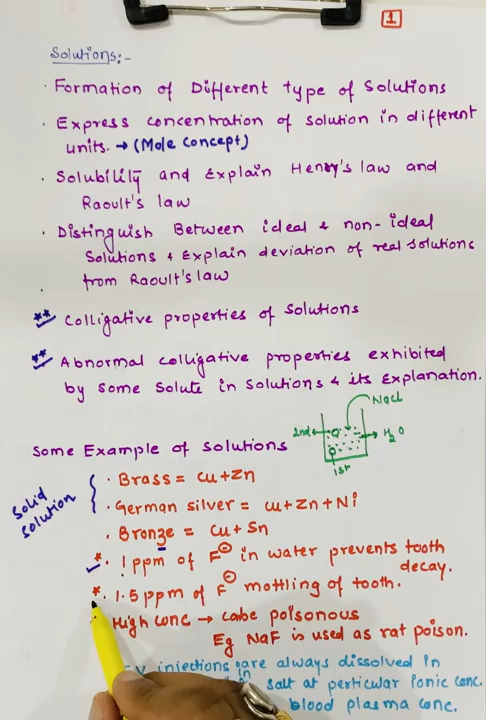 1
Solutions:-
· Formation of Different type of Solutions
· Express concentration of solution in different
units. → (Mole Concept)
· Solubility and Explain Henry's law and
Raoult's law
· Distinguish Between ideal & non-ideal
Solutions & Explain deviation of real solutions
from Raoult's law
** Colligative properties of Solutions
** Abnormal colligative properties exhibited
by some solute in solutions & its explanation.
NaCl
2nd
H2O
1st
Some Example of solutions
Solid
solution
· Brass = Cu+Zn
· German silver = Cu+Zn+Ni
· Bronze = Cu+Sn
* · 1 ppm of F⊖ in water prevents tooth
decay.
* · 1.5 ppm of F⊖ mottling of tooth.
· High conc → cabe poisonous
Eg NaF is used as rat poison.
injections are always dissolved in
in salt at perticular ionic conc.
blood plasma conc.